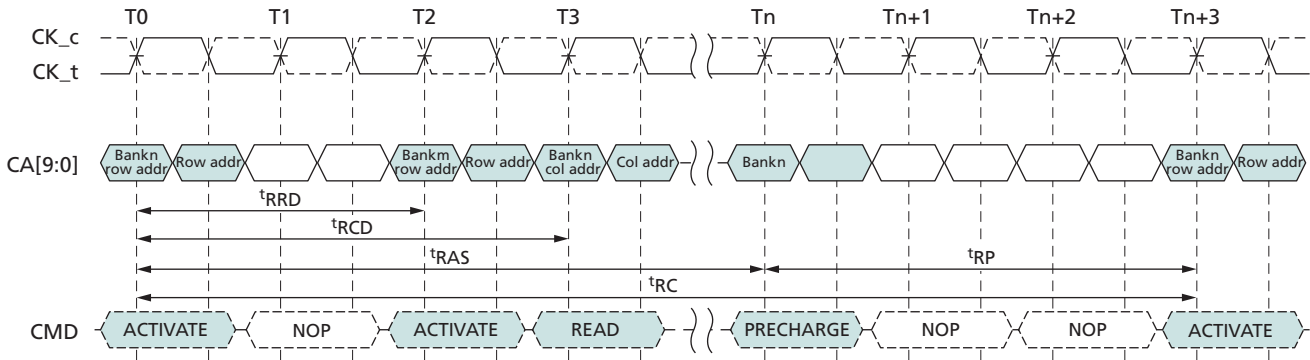 T0 T1 T2 T3 Tn Tn+1 Tn+2 Tn+3
CK_c
CK_t
CA[9:0] Bankn row addr Row addr Bankm row addr Row addr Bankn col addr Col addr Bankn Bankn row addr Row addr
tRRD
tRCD
tRAS tRP
tRC
CMD ACTIVATE NOP ACTIVATE READ PRECHARGE NOP NOP ACTIVATE